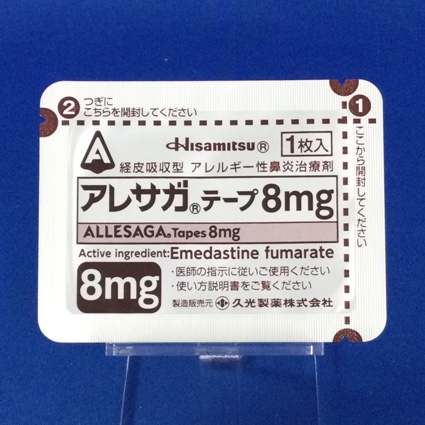 ② つぎに
こちらを開封してください
①
ここから開封してください
Hisamitsu®
1枚入
経皮吸収型 アレルギー性鼻炎治療剤
アレサガ®テープ8mg
ALLESAGA® Tapes 8mg
Active ingredient: Emedastine fumarate
8mg
・医師の指示に従いご使用ください
・使い方説明書をご覧ください
製造販売元 久光製薬株式会社